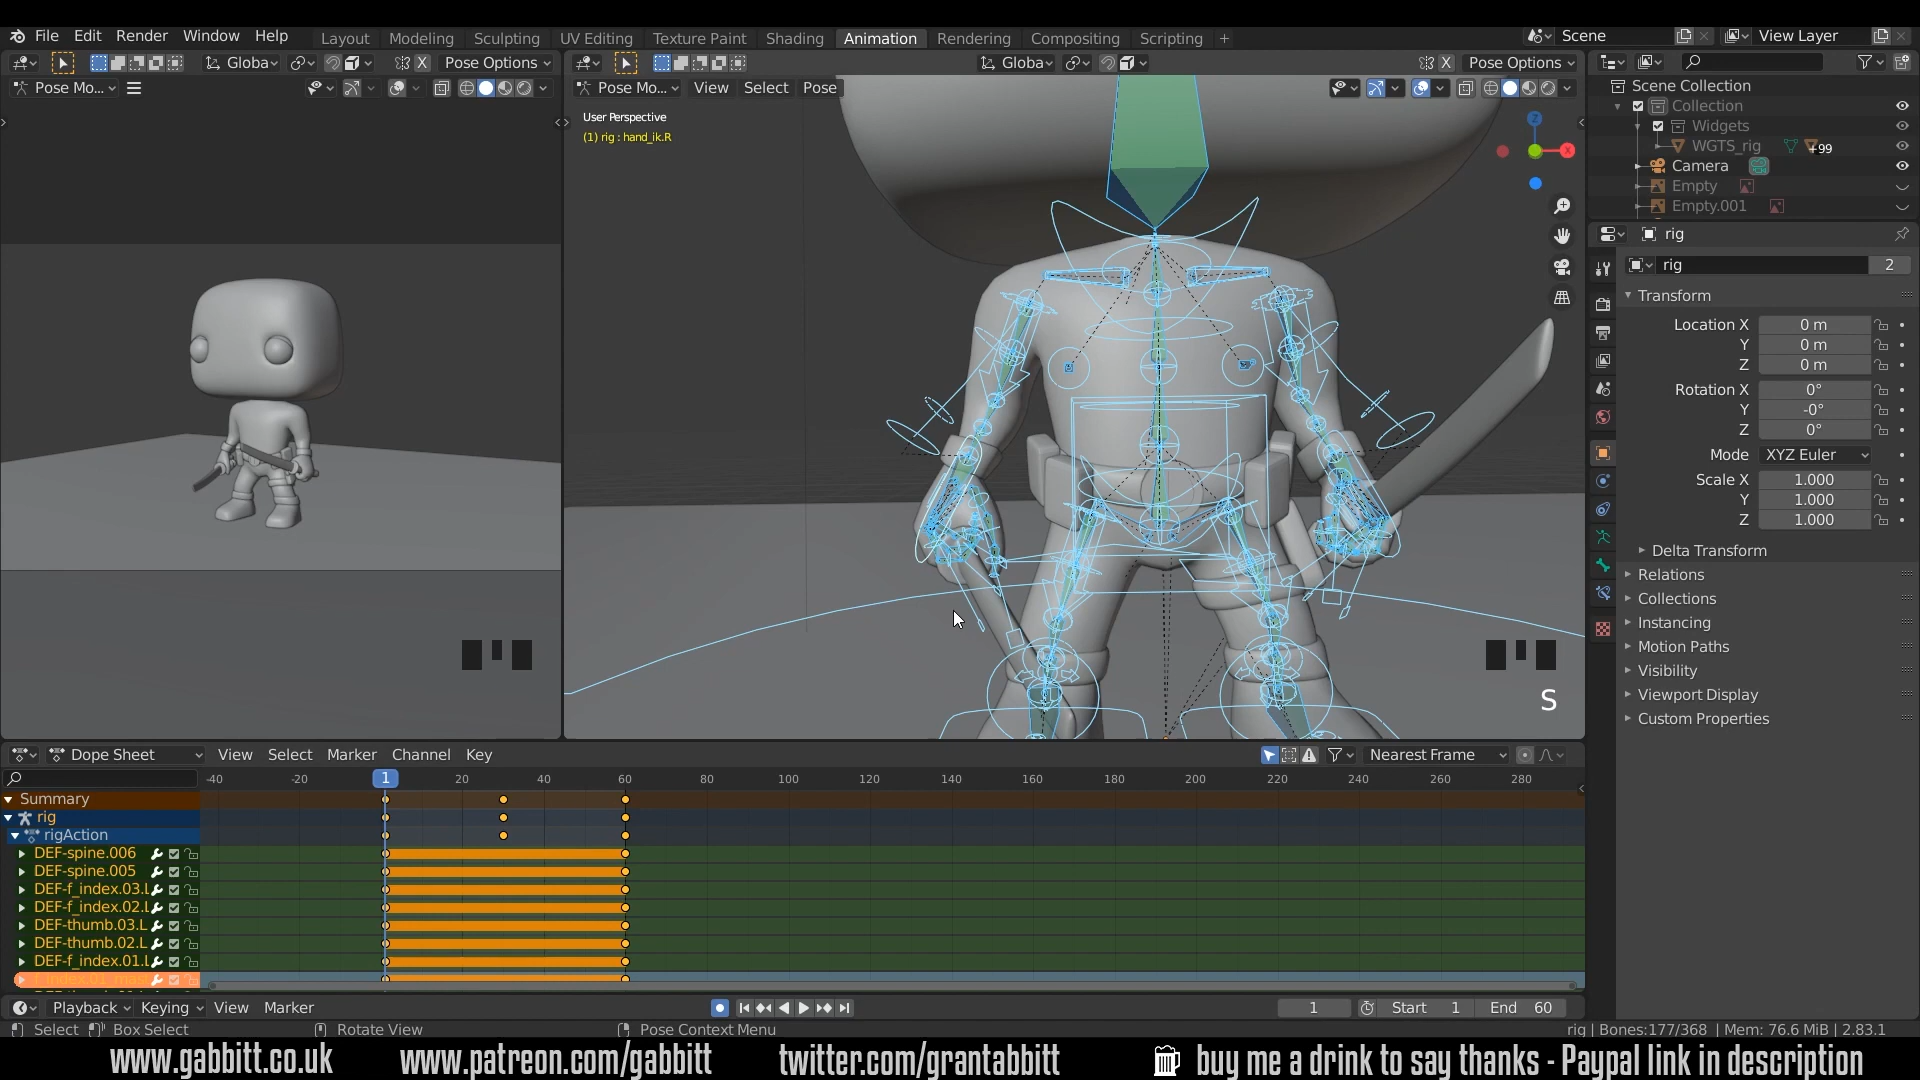 File Edit Render Window Help Layout Modeling Sculpting UV Editing Texture Paint Shading Animation Rendering Compositing Scripting + Scene View Layer
Globa X Pose Options Globa X Pose Options
Pose Mo... Pose Mo... View Select Pose
User Perspective
(1) rig : hand_ik.R
Z
X
S
Scene Collection
Collection
Widgets
WGTS_rig +99
Camera
Empty
Empty.001
rig
rig 2
Transform
Location X 0 m
Y 0 m
Z 0 m
Rotation X 0°
Y -0°
Z 0°
Mode XYZ Euler
Scale X 1.000
Y 1.000
Z 1.000
Delta Transform
Relations
Collections
Instancing
Motion Paths
Visibility
Viewport Display
Custom Properties
Dope Sheet View Select Marker Channel Key Nearest Frame
-40 -20 1 20 40 60 80 100 120 140 160 180 200 220 240 260 280
Summary
rig
rigAction
DEF-spine.006
DEF-spine.005
DEF-f_index.03.L
DEF-f_index.02.L
DEF-thumb.03.L
DEF-thumb.02.L
DEF-f_index.01.L
Playback Keying View Marker 1 Start 1 End 60
Select Box Select Rotate View Pose Context Menu rig | Bones:177/368 | Mem: 76.6 MiB | 2.83.1
www.gabbitt.co.uk www.patreon.com/gabbitt twitter.com/grantabbitt buy me a drink to say thanks - Paypal link in description